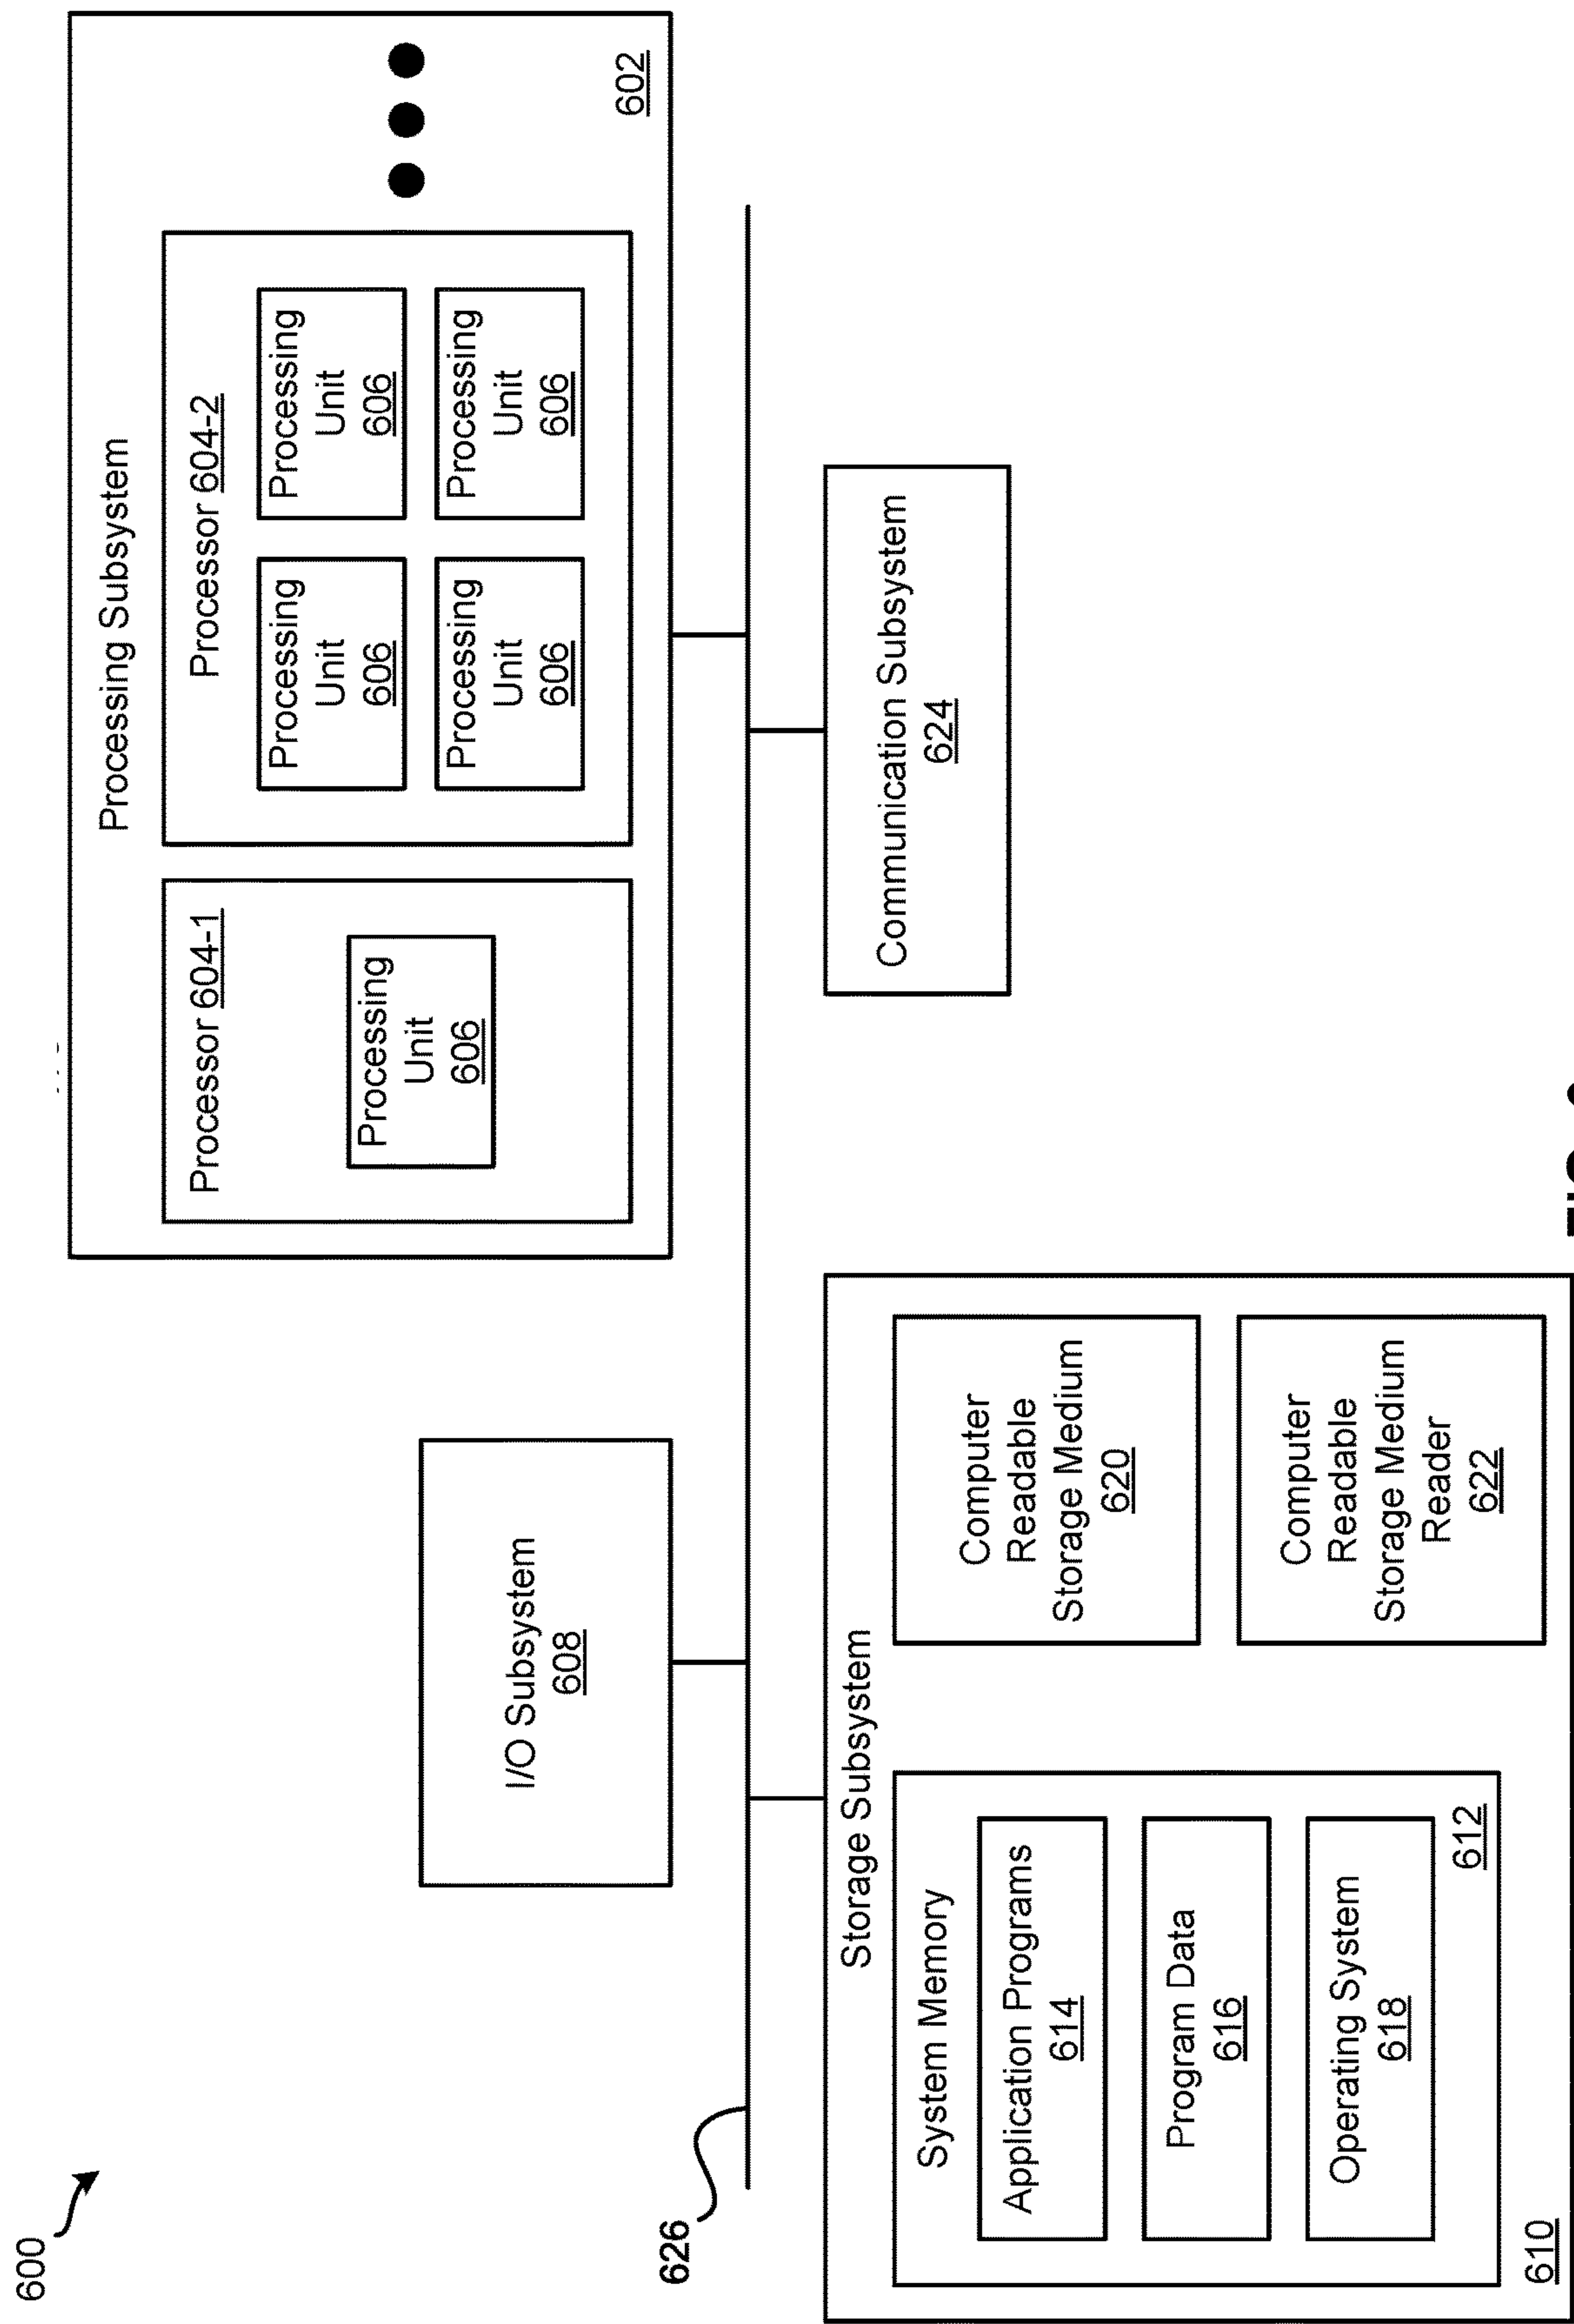 600
Processing Subsystem
Processor 604-1
Processing
Unit
606
Processor 604-2
Processing
Unit
606
Processing
Unit
606
Processing
Unit
606
Processing
Unit
606
602
I/O Subsystem
608
626
Communication Subsystem
624
Storage Subsystem
System Memory
Application Programs
614
Program Data
616
Operating System
618
612
Computer
Readable
Storage Medium
620
Computer
Readable
Storage Medium
Reader
622
610